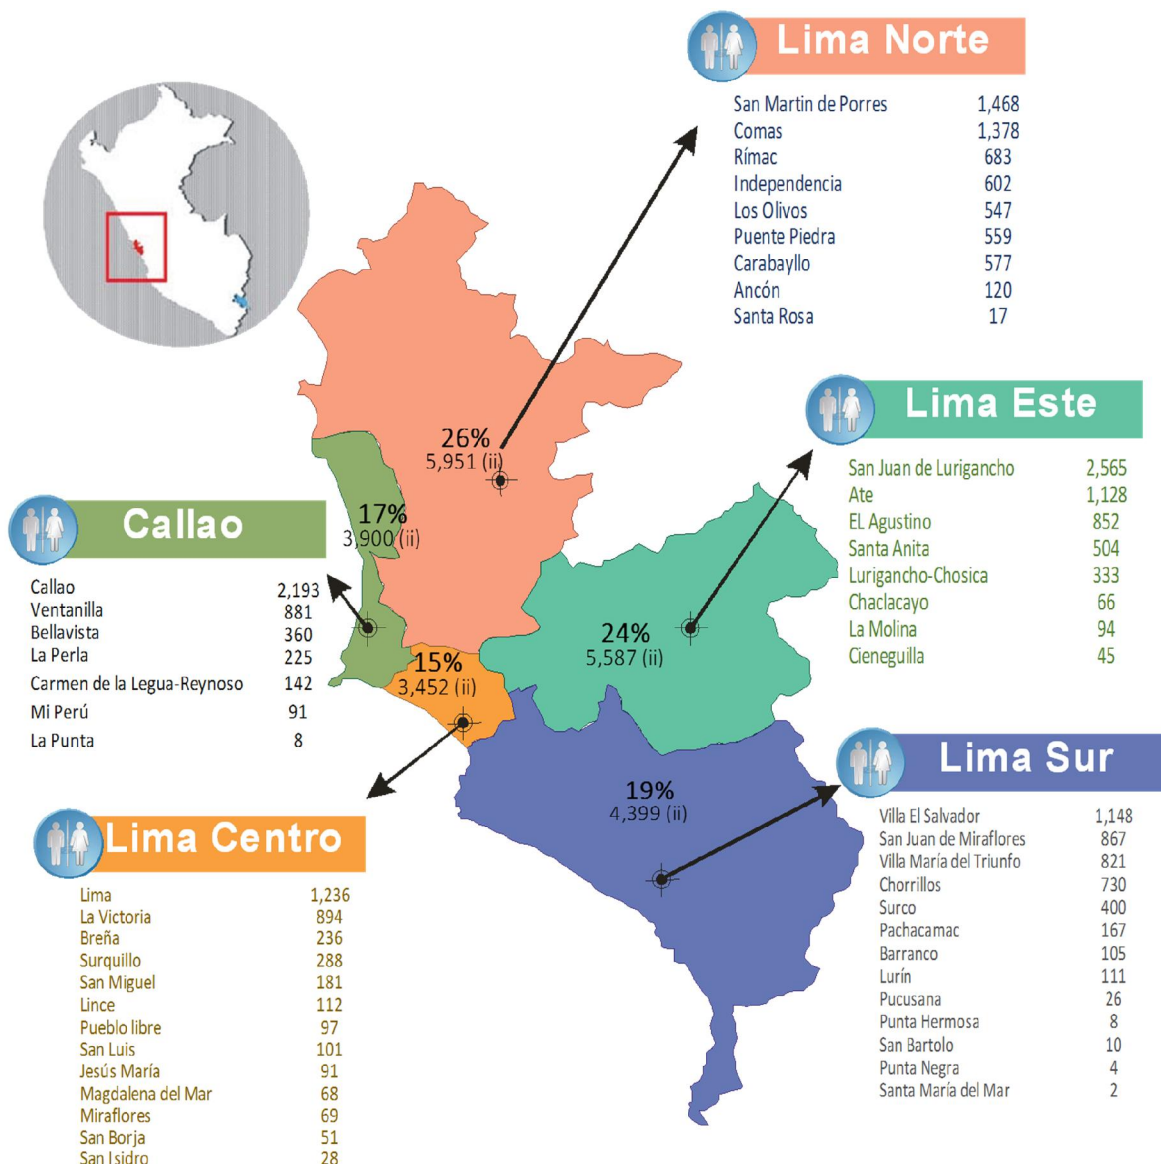 Lima Norte
San Martin de Porres 1,468
Comas 1,378
Rímac 683
Independencia 602
Los Olivos 547
Puente Piedra 559
Carabayllo 577
Ancón 120
Santa Rosa 17
26%
5,951 (ii)
Lima Este
San Juan de Lurigancho 2,565
Ate 1,128
EL Agustino 852
Santa Anita 504
Lurigancho-Chosica 333
Chaclacayo 66
La Molina 94
Cieneguilla 45
17%
3,900 (ii)
Callao
Callao 2,193
Ventanilla 881
Bellavista 360
La Perla 225
Carmen de la Legua-Reynoso 142
Mi Perú 91
La Punta 8
24%
5,587 (ii)
15%
3,452 (ii)
Lima Sur
Villa El Salvador 1,148
San Juan de Miraflores 867
Villa María del Triunfo 821
Chorrillos 730
Surco 400
Pachacamac 167
Barranco 105
Lurín 111
Pucusana 26
Punta Hermosa 8
San Bartolo 10
Punta Negra 4
Santa María del Mar 2
19%
4,399 (ii)
Lima Centro
Lima 1,236
La Victoria 894
Breña 236
Surquillo 288
San Miguel 181
Lince 112
Pueblo libre 97
San Luis 101
Jesús María 91
Magdalena del Mar 68
Miraflores 69
San Borja 51
San Isidro 28